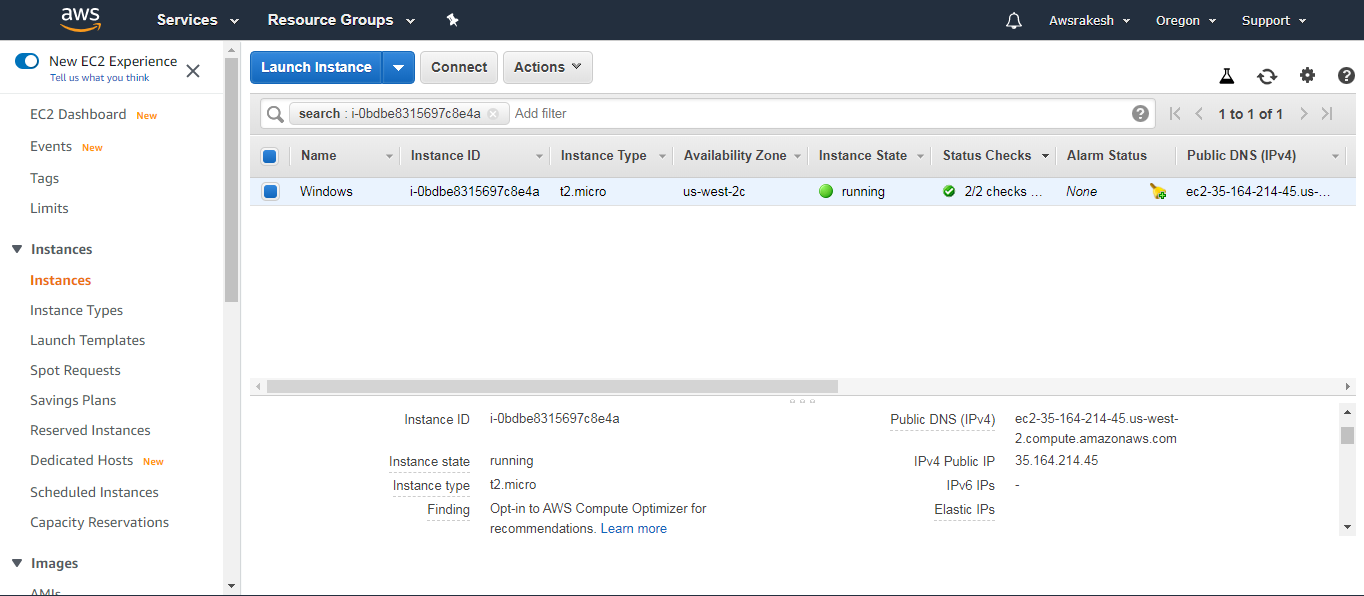 aws Services Resource Groups Awsrakesh Oregon Support
New EC2 Experience
Tell us what you think
EC2 Dashboard New
Events New
Tags
Limits
Instances
Instances
Instance Types
Launch Templates
Spot Requests
Savings Plans
Reserved Instances
Dedicated Hosts New
Scheduled Instances
Capacity Reservations
Images
AMIs
Launch Instance Connect Actions
search : i-0bdbe8315697c8e4a Add filter 1 to 1 of 1
Name Instance ID Instance Type Availability Zone Instance State Status Checks Alarm Status Public DNS (IPv4)
Windows i-0bdbe8315697c8e4a t2.micro us-west-2c running 2/2 checks ... None ec2-35-164-214-45.us-...
Instance ID i-0bdbe8315697c8e4a
Instance state running
Instance type t2.micro
Finding Opt-in to AWS Compute Optimizer for
recommendations. Learn more
Public DNS (IPv4) ec2-35-164-214-45.us-west-
2.compute.amazonaws.com
IPv4 Public IP 35.164.214.45
IPv6 IPs -
Elastic IPs